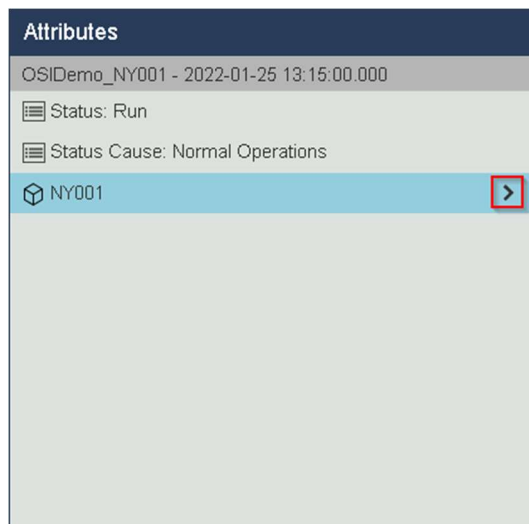 Attributes
OSIDemo_NY001 - 2022-01-25 13:15:00.000
Status: Run
Status Cause: Normal Operations
NY001